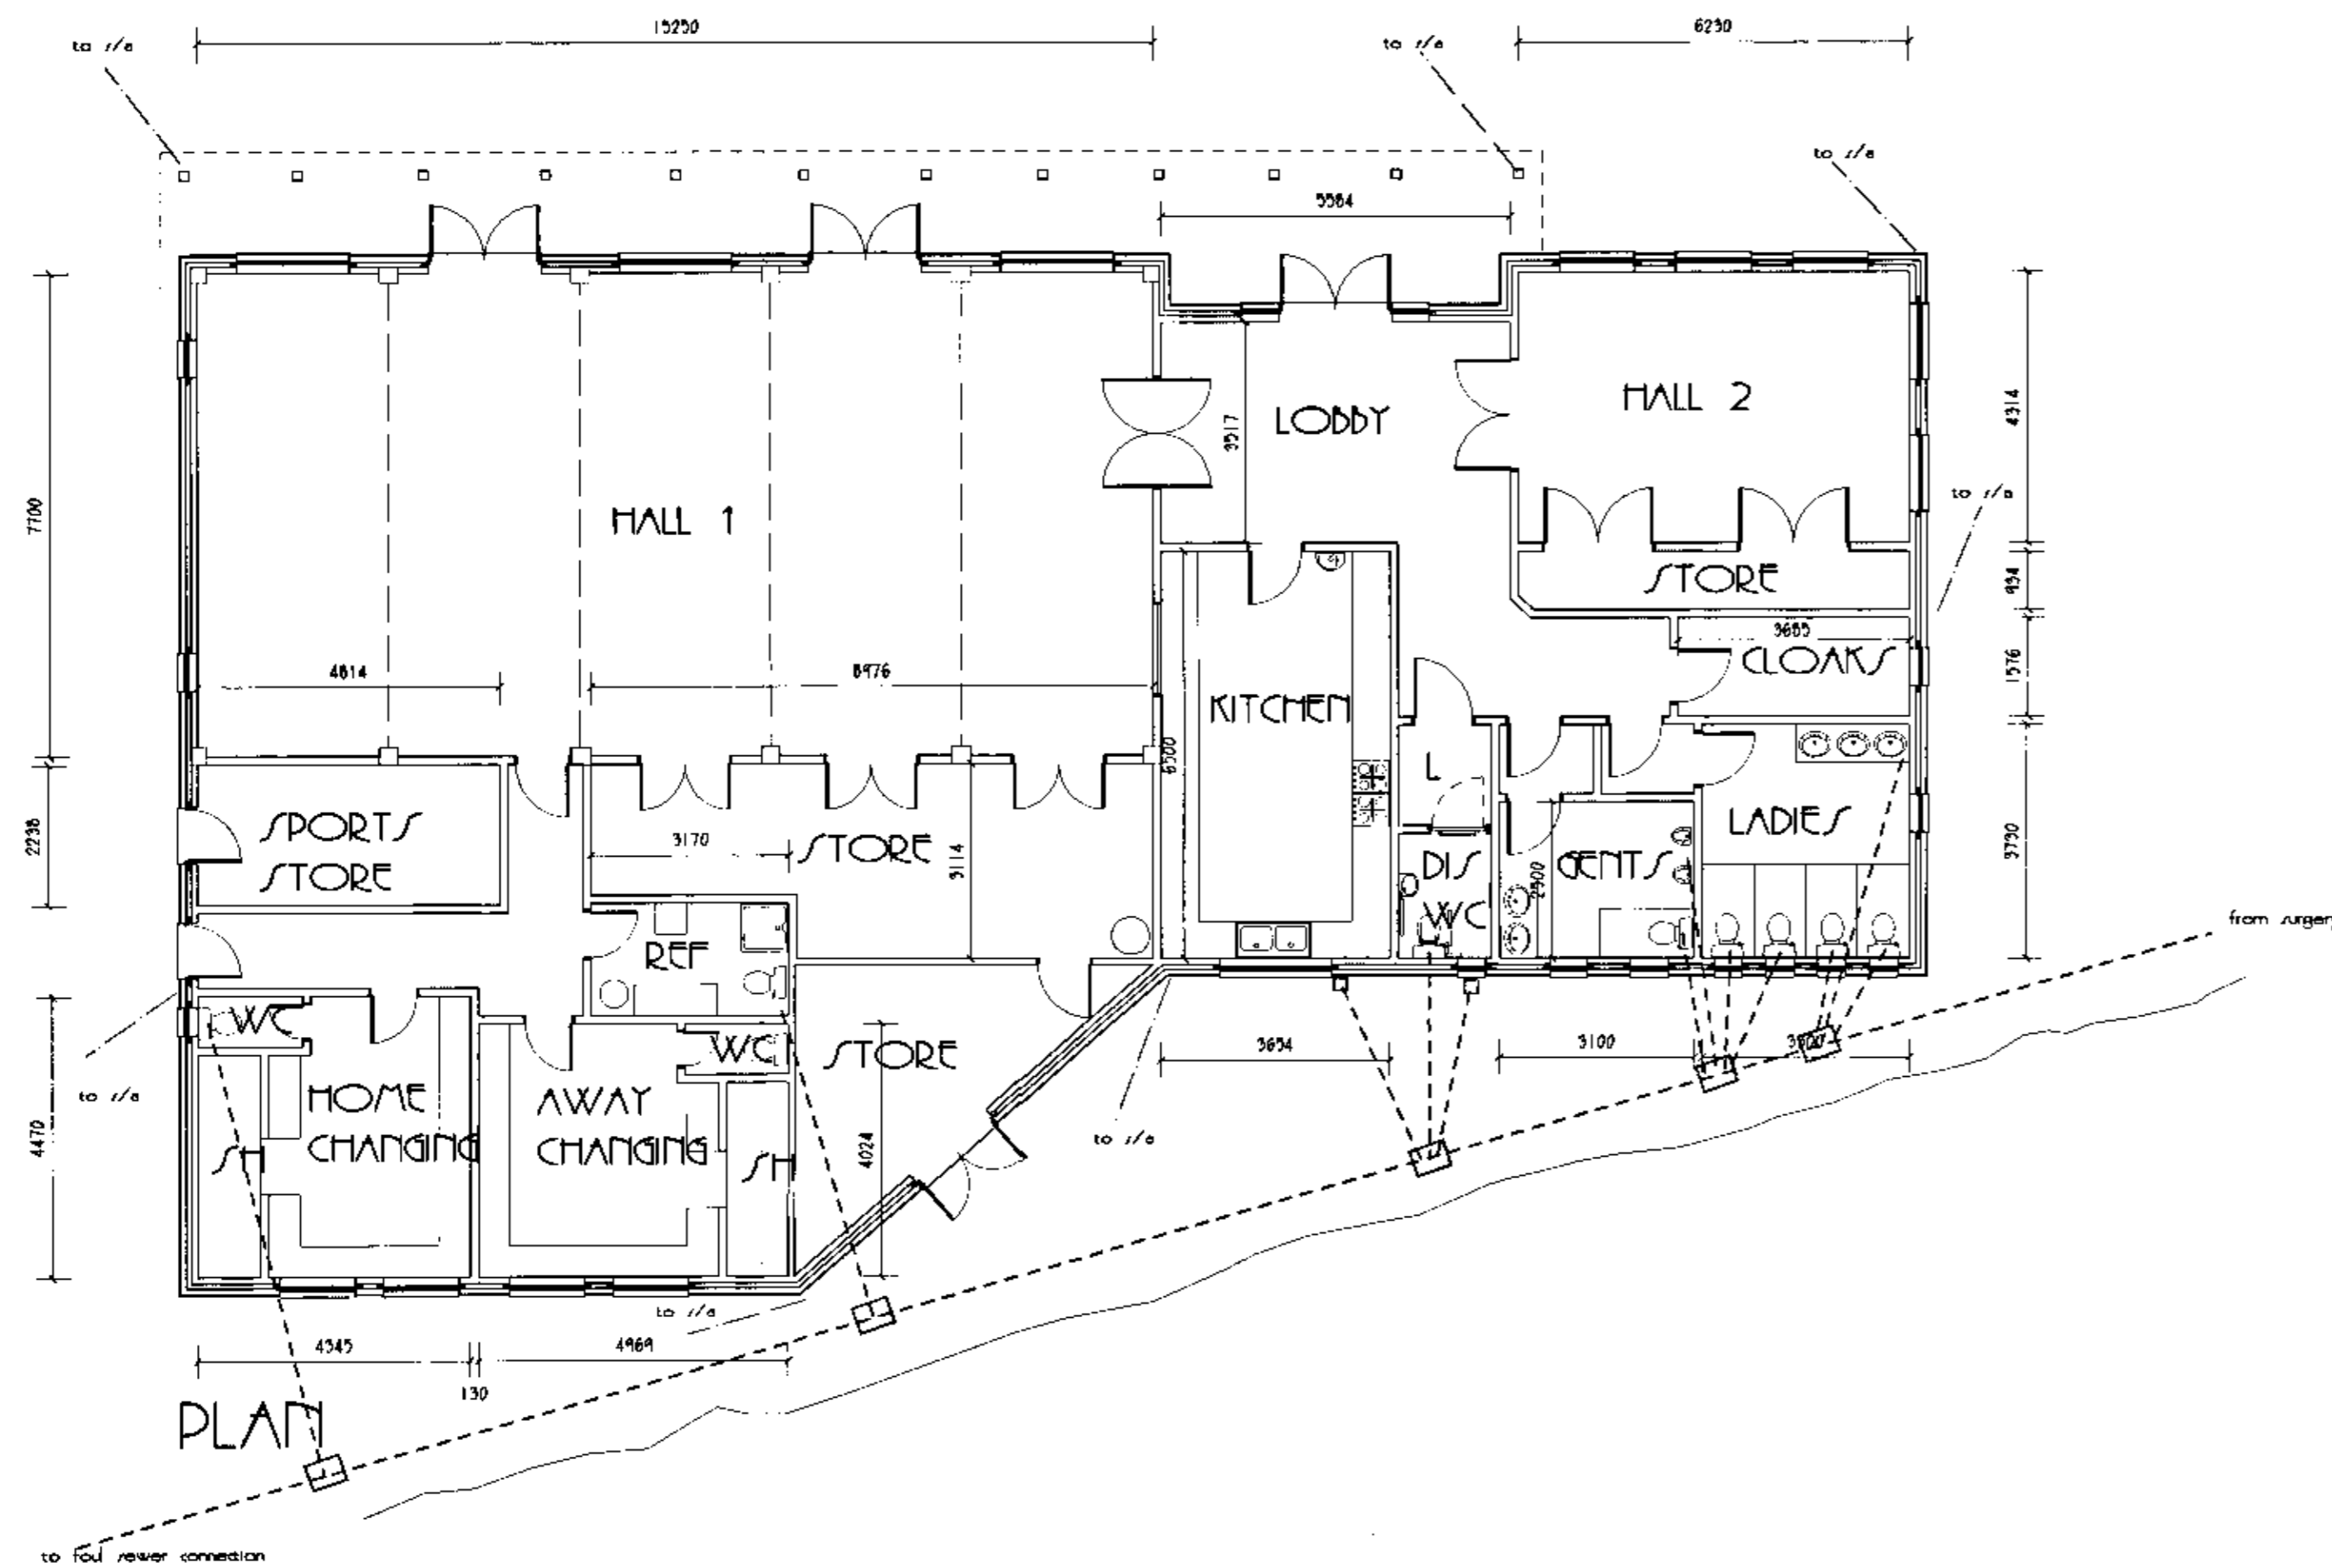 15250
6230
to s/a
to s/a
to s/a
5584
HALL 1
LOBBY
HALL 2
3517
4314
7700
to s/a
STORE
934
3685
CLOAKS
1576
4814
8976
KITCHEN
6500
L
SPORTS
STORE
2238
3170
STORE
3114
LADIES
3730
DIS
WC
GENTS
2500
REF
from surgery
WC
WC
STORE
3654
3100
3300
to s/a
HOME
CHANGING
AWAY
CHANGING
SH
SH
4470
4024
to s/a
to s/a
4345
130
4969
PLAN
to foul sewer connection